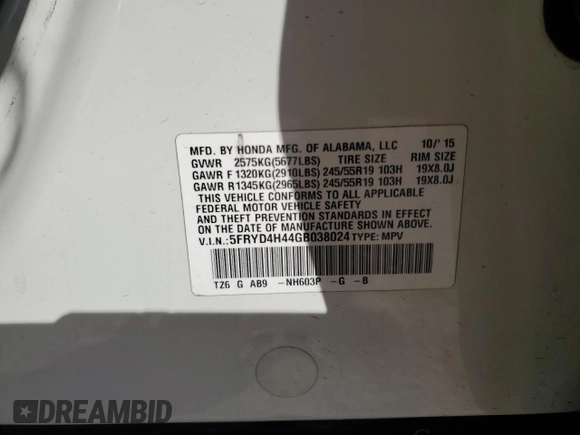 MFD. BY HONDA MFG. OF ALABAMA, LLC 10/'15
GVWR 2575KG(5677LBS) TIRE SIZE RIM SIZE
GAWR F 1320KG(2910LBS) 245/55R19 103H 19X8.0J
GAWR R 1345KG(2965LBS) 245/55R19 103H 19X8.0J
THIS VEHICLE CONFORMS TO ALL APPLICABLE
FEDERAL MOTOR VEHICLE SAFETY
AND THEFT PREVENTION STANDARDS IN EFFECT
ON THE DATE OF MANUFACTURE SHOWN ABOVE.
V.I.N.:5FRYD4H44GB038024 TYPE: MPV
TZ6 G AB9 -NH603P -G -B
DREAMBID